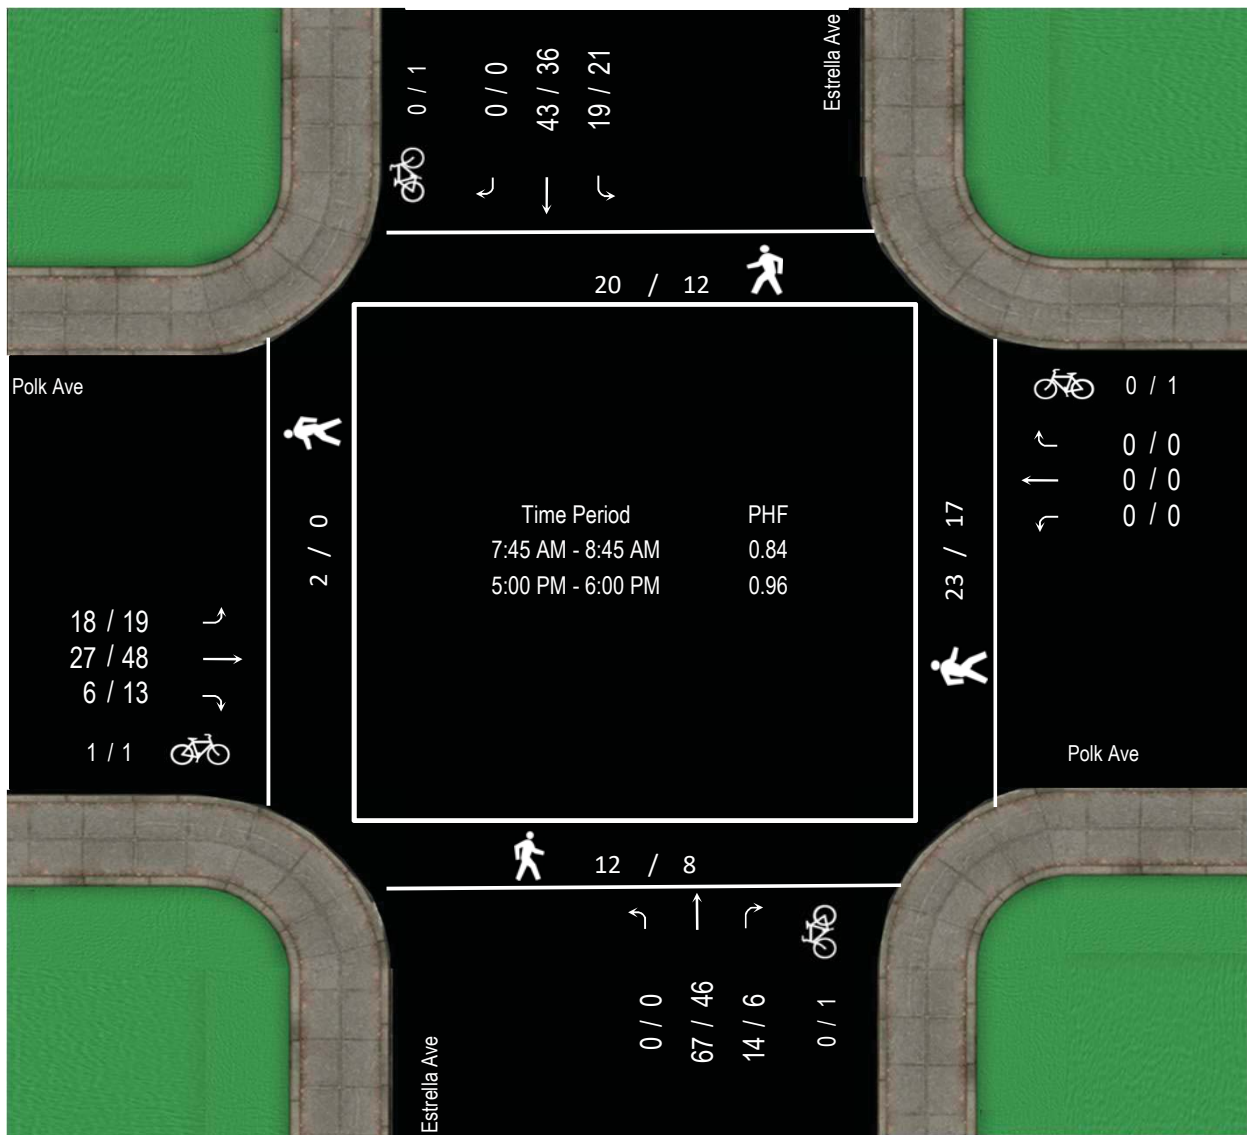 0 / 1
0 / 0
43 / 36
19 / 21
Estrella Ave
20 / 12
Polk Ave
0 / 1
0 / 0
0 / 0
0 / 0
Time Period PHF
7:45 AM - 8:45 AM 0.84
5:00 PM - 6:00 PM 0.96
2 / 0
23 / 17
18 / 19
27 / 48
6 / 13
1 / 1
Polk Ave
12 / 8
0 / 0
67 / 46
14 / 6
0 / 1
Estrella Ave